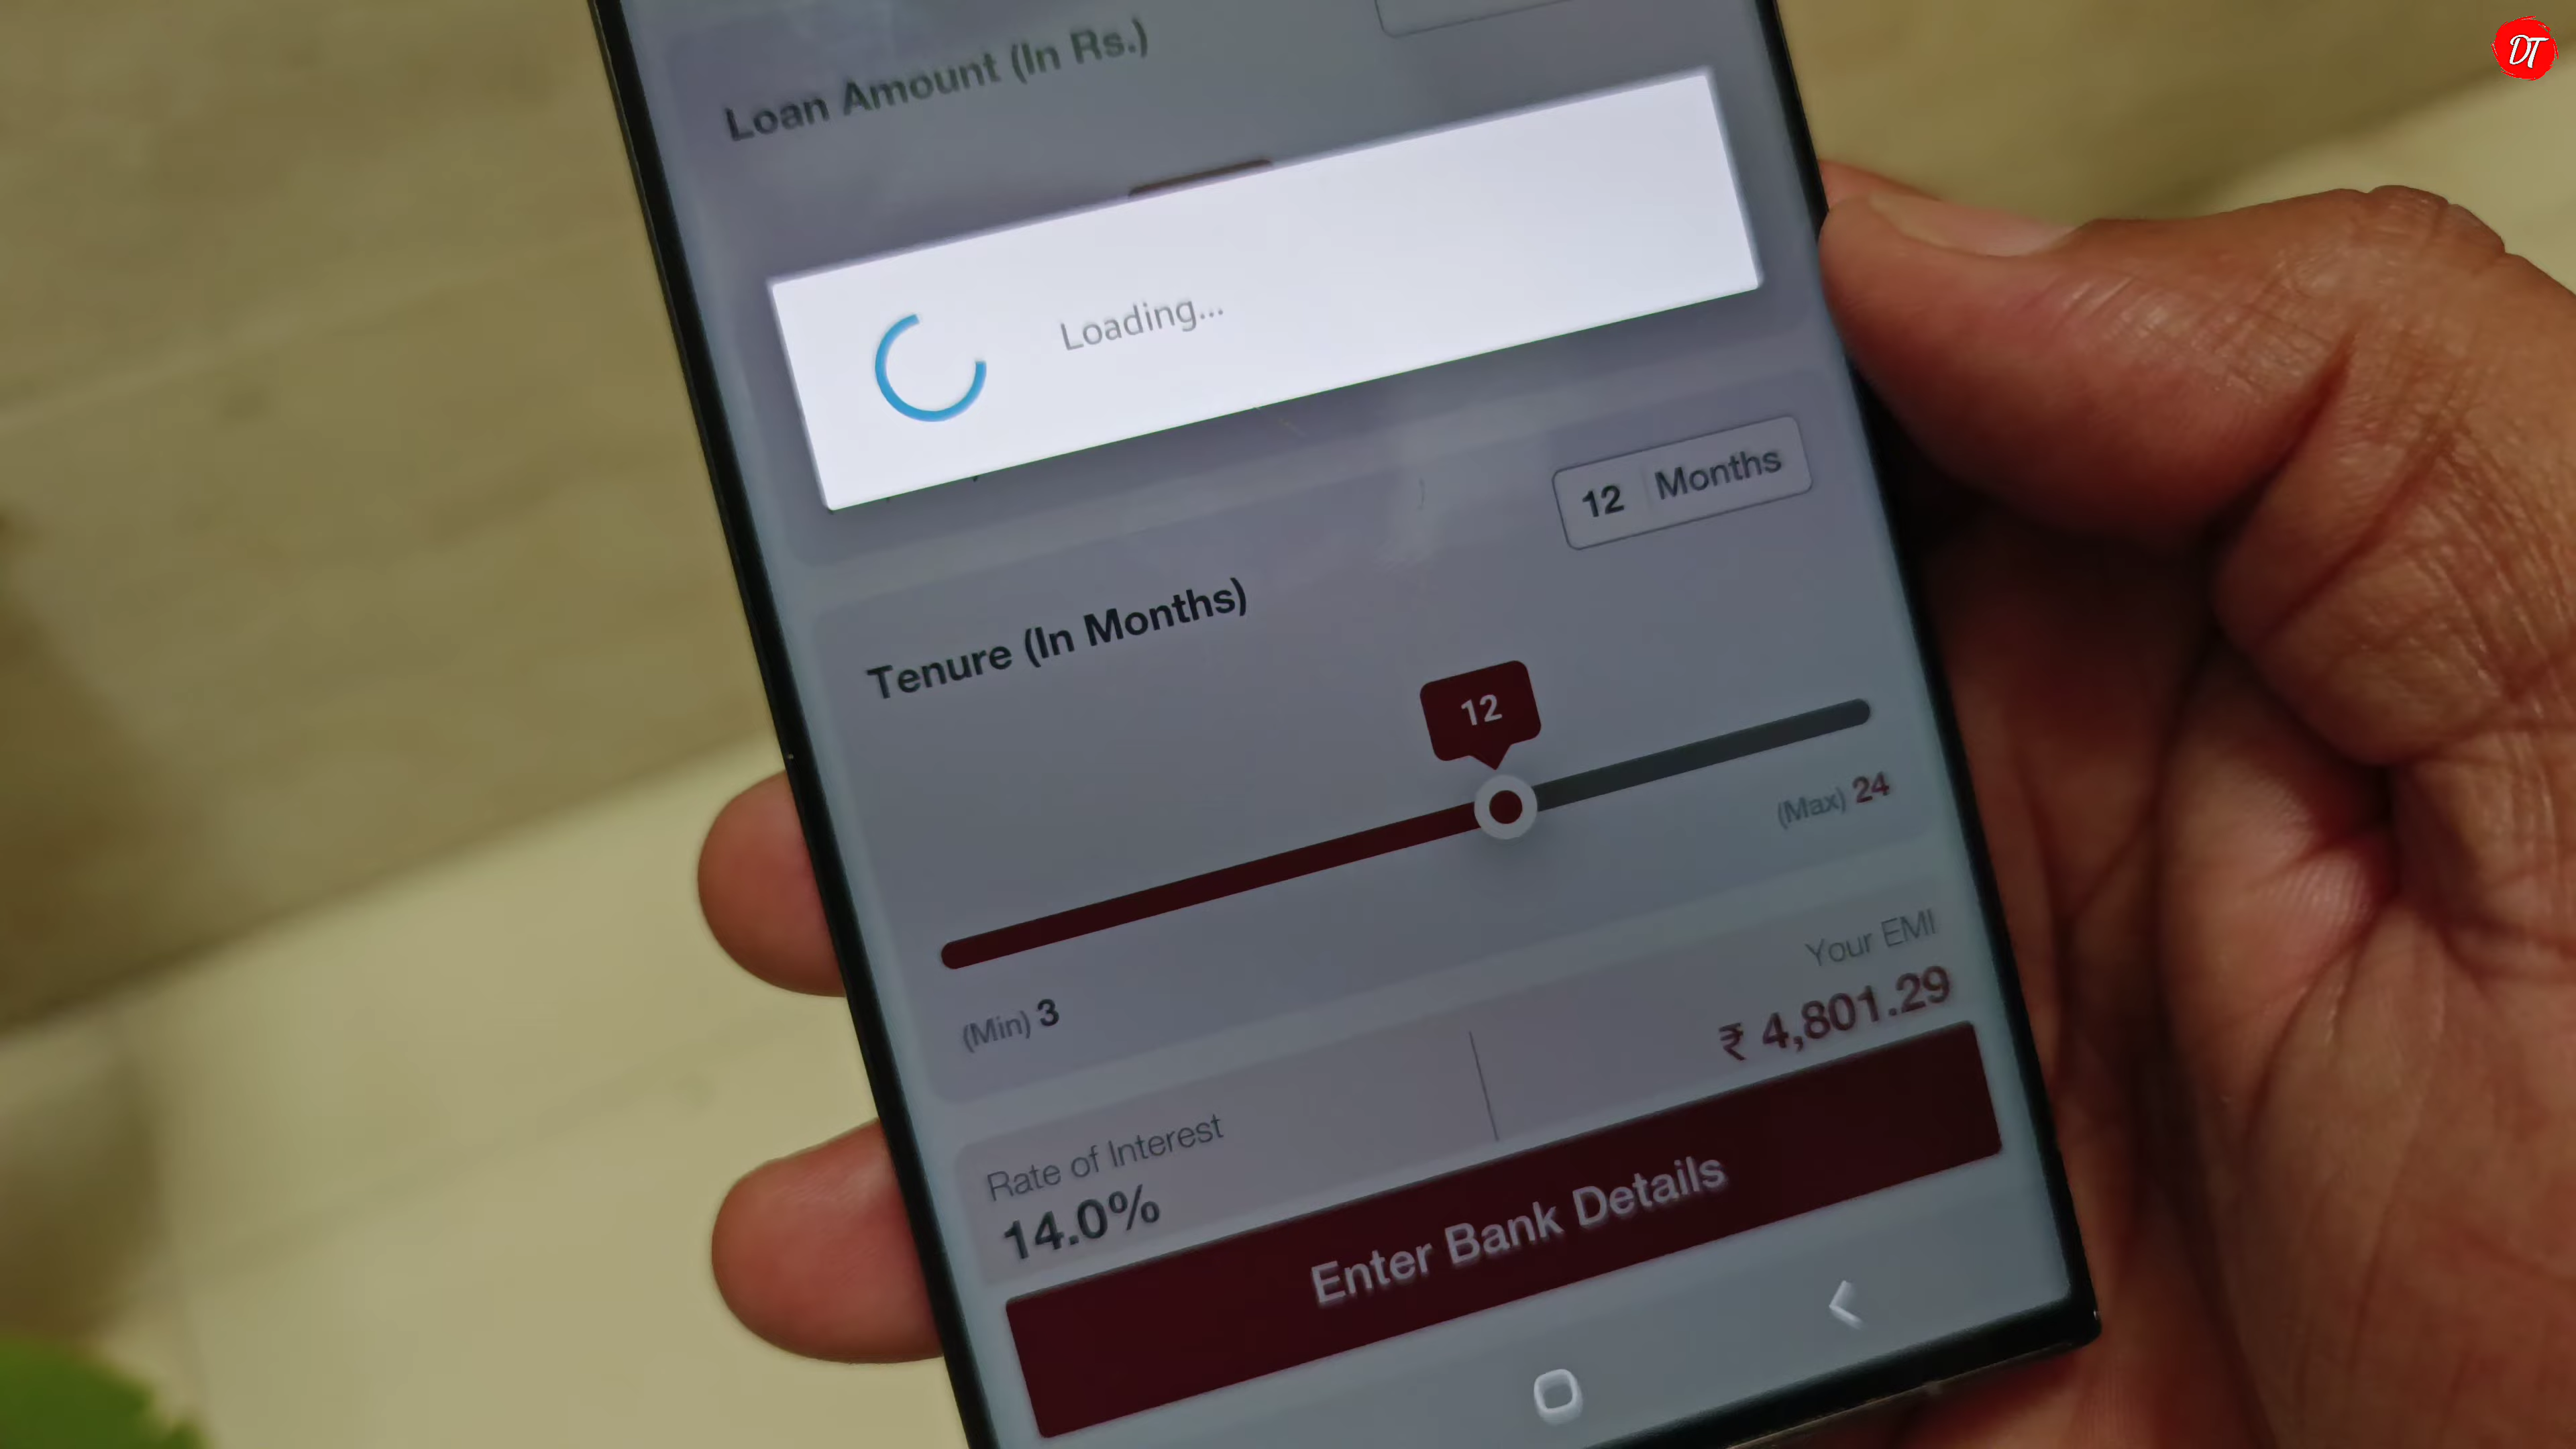 DT
Loan Amount (In Rs.)
Loading...
12 Months
Tenure (In Months)
12
(Max) 24
(Min) 3
Your EMI
₹ 4,801.29
Rate of Interest
14.0%
Enter Bank Details